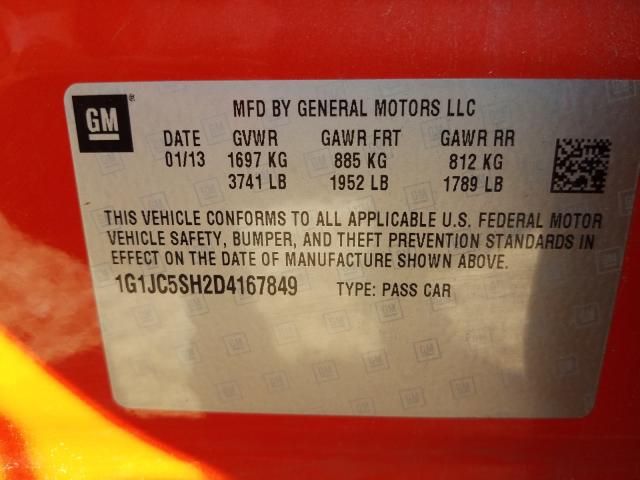 GM ®
MFD BY GENERAL MOTORS LLC
DATE GVWR GAWR FRT GAWR RR
01/13 1697 KG 885 KG 812 KG
3741 LB 1952 LB 1789 LB
THIS VEHICLE CONFORMS TO ALL APPLICABLE U.S. FEDERAL MOTOR
VEHICLE SAFETY, BUMPER, AND THEFT PREVENTION STANDARDS IN
EFFECT ON THE DATE OF MANUFACTURE SHOWN ABOVE.
1G1JC5SH2D4167849 TYPE: PASS CAR